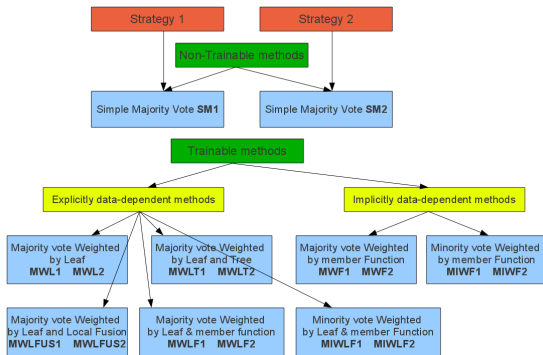 Strategy 1
Strategy 2
Non-Trainable methods
Simple Majority Vote SM1
Simple Majority Vote SM2
Trainable methods
Explicitly data-dependent methods
Implicitly data-dependent methods
Majority vote Weighted
by Leaf
MWL1 MWL2
Majority vote Weighted
by Leaf and Tree
MWLT1 MWLT2
Majority vote Weighted
by member Function
MWF1 MWF2
Minority vote Weighted
by member Function
MIWF1 MIWF2
Majority vote Weighted
by Leaf and Local Fusion
MWLFUS1 MWLFUS2
Majority vote Weighted
by Leaf & member function
MWLF1 MWLF2
Minority vote Weighted
by Leaf & member Function
MIWLF1 MIWLF2